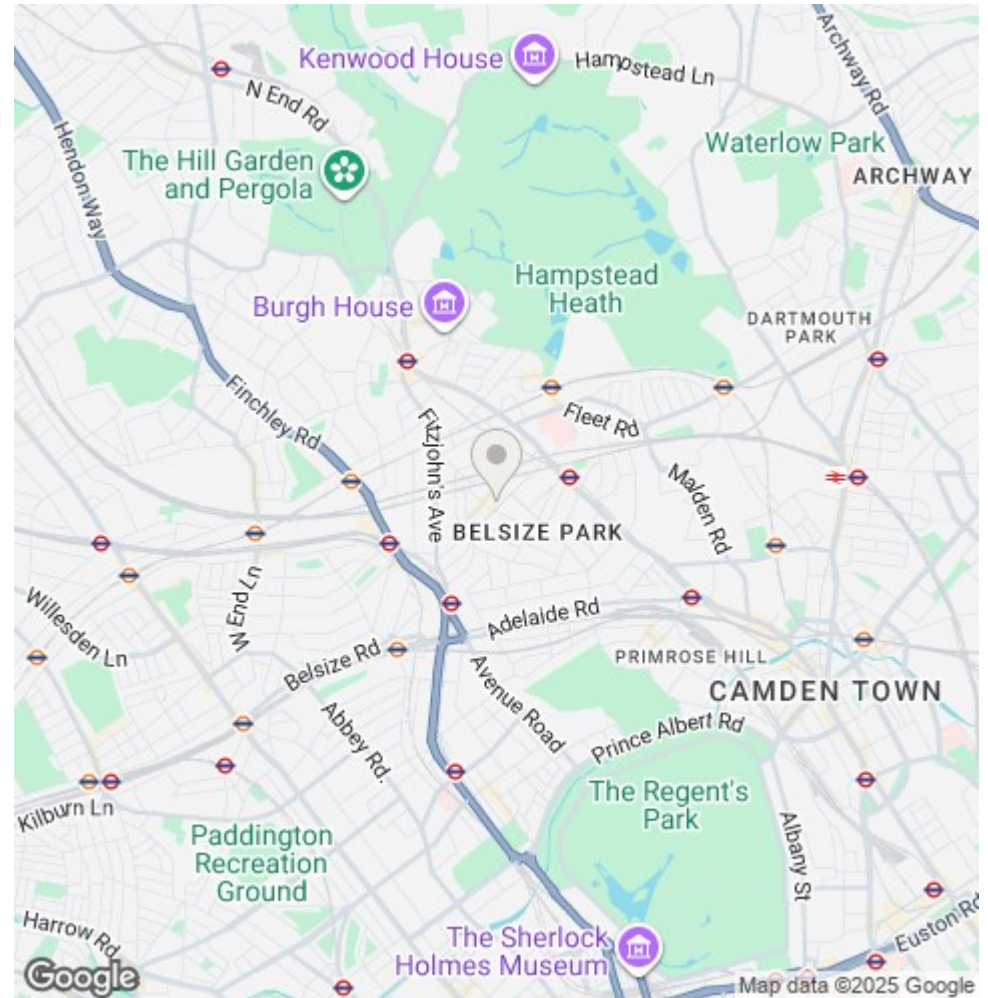 Kenwood House
Hampstead Ln
Archway Rd
N End Rd
Hendon Way
The Hill Garden
and Pergola
Waterlow Park
ARCHWAY
Hampstead
Heath
Burgh House
DARTMOUTH
PARK
Finchley Rd
Fitzjohn's Ave
Fleet Rd
Malden Rd
BELSIZE PARK
W End Ln
Willesden Ln
Adelaide Rd
Belsize Rd
PRIMROSE HILL
Avenue Road
CAMDEN TOWN
Abbey Rd.
Prince Albert Rd
Kilburn Ln
The Regent's
Park
Paddington
Recreation
Ground
Albany St
Harrow Rd
Euston Rd
The Sherlock
Holmes Museum
Google
Map data ©2025 Google